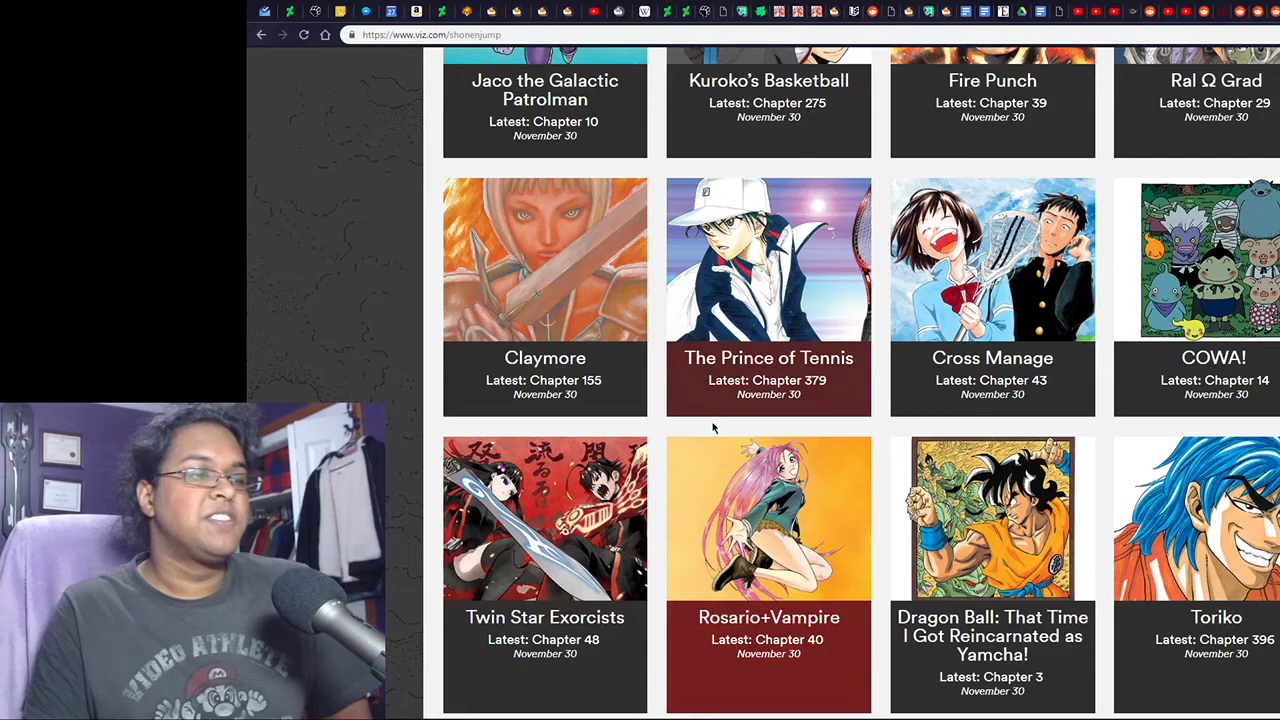 https://www.viz.com/shonenjump
Jaco the Galactic
Patrolman
Latest: Chapter 10
November 30
Kuroko's Basketball
Latest: Chapter 275
November 30
Fire Punch
Latest: Chapter 39
November 30
Ral Ω Grad
Latest: Chapter 29
November 30
Claymore
Latest: Chapter 155
November 30
The Prince of Tennis
Latest: Chapter 379
November 30
Cross Manage
Latest: Chapter 43
November 30
COWA!
Latest: Chapter 14
November 30
Twin Star Exorcists
Latest: Chapter 48
November 30
Rosario+Vampire
Latest: Chapter 40
November 30
Dragon Ball: That Time
I Got Reincarnated as
Yamcha!
Latest: Chapter 3
November 30
Toriko
Latest: Chapter 396
November 30
VIDEO ATHLETE
MARIO